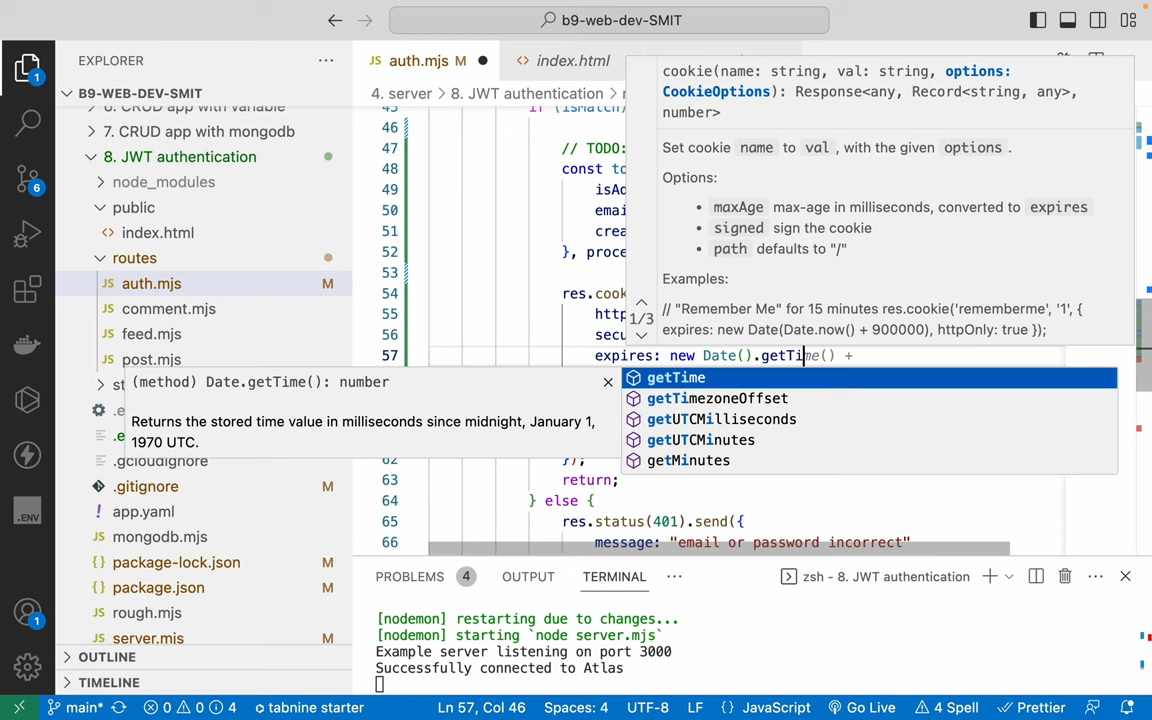 b9-web-dev-SMIT
EXPLORER
B9-WEB-DEV-SMIT
6. CRUD app with variable
7. CRUD app with mongodb
8. JWT authentication
node_modules
public
index.html
routes
JS auth.mjs M
JS comment.mjs
JS feed.mjs
JS post.mjs
st
.e
.e
.gcloudignore
.gitignore M
! app.yaml
JS mongodb.mjs
{} package-lock.json M
{} package.json M
JS rough.mjs
JS server.mjs M
OUTLINE
TIMELINE
1
6
.ENV
1
JS auth.mjs M
index.html
4. server > 8. JWT authentication >
45 if (isMatch)
46
47 // TODO:
48 const to
49 isAd
50 emai
51 crea
52 }, proce
53
54 res.cook
55 http
56 secu
57 expires: new Date().getTime() +
62 });
63 return;
64 } else {
65 res.status(401).send({
66 message: "email or password incorrect"
cookie(name: string, val: string, options:
CookieOptions): Response<any, Record<string, any>,
number>
Set cookie name to val , with the given options .
Options:
• maxAge max-age in milliseconds, converted to expires
• signed sign the cookie
• path defaults to "/"
Examples:
1/3
// "Remember Me" for 15 minutes res.cookie('rememberme', '1', {
expires: new Date(Date.now() + 900000), httpOnly: true });
(method) Date.getTime(): number
Returns the stored time value in milliseconds since midnight, January 1,
1970 UTC.
getTime
getTimezoneOffset
getUTCMilliseconds
getUTCMinutes
getMinutes
PROBLEMS 4 OUTPUT TERMINAL ··· zsh - 8. JWT authentication
[nodemon] restarting due to changes...
[nodemon] starting `node server.mjs`
Example server listening on port 3000
Successfully connected to Atlas
main* 0 0 4 tabnine starter Ln 57, Col 46 Spaces: 4 UTF-8 LF {} JavaScript Go Live 4 Spell Prettier